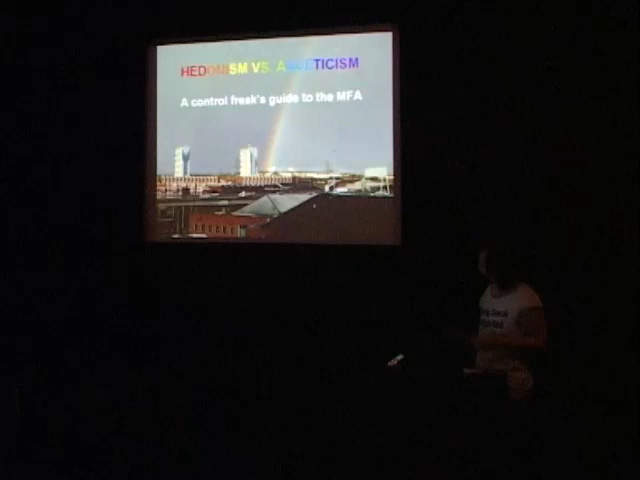 HEDONISM VS. ASCETICISM
A control freak's guide to the MFA